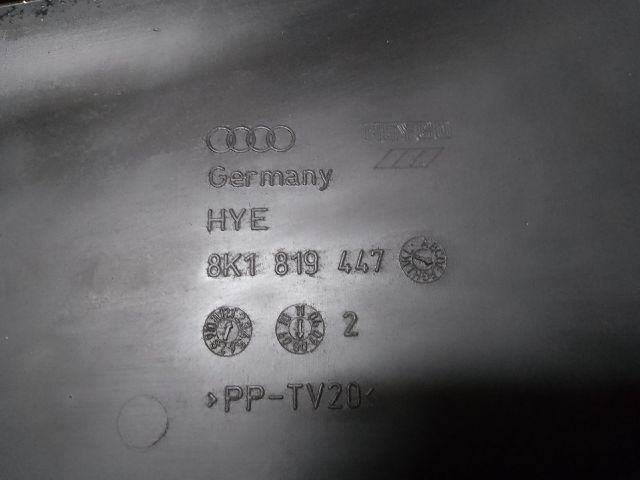 Germany
HYE
8K1 819 447
2
>PP-TV20<